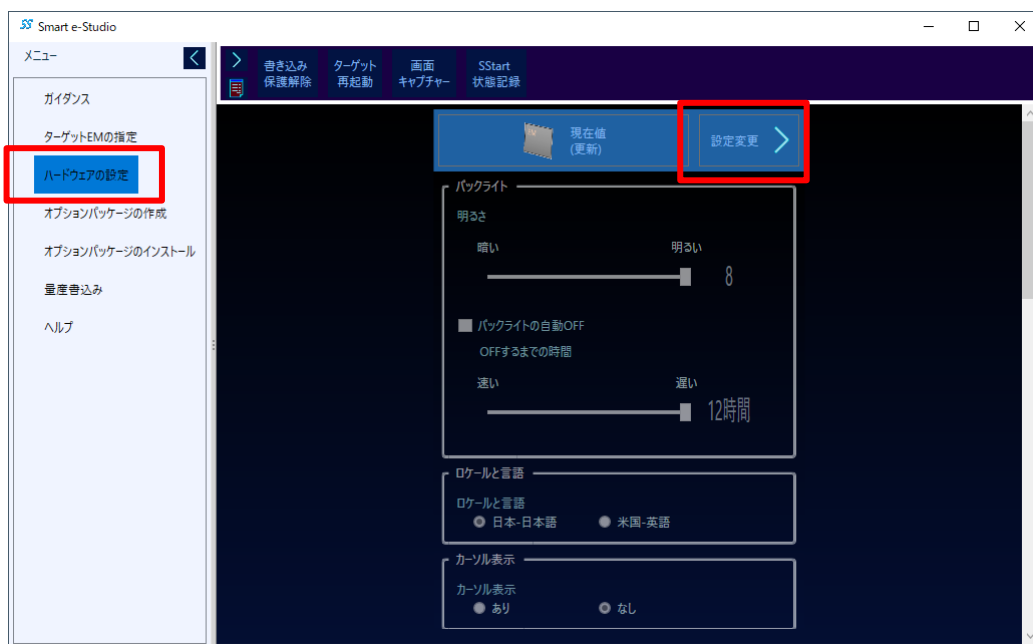 SS Smart e-Studio
メニュー
ガイダンス
ターゲットEMの指定
ハードウェアの設定
オプションパッケージの作成
オプションパッケージのインストール
量産書込み
ヘルプ
書き込み
保護解除
ターゲット
再起動
画面
キャプチャー
SStart
状態記録
現在値
(更新)
設定変更
バックライト
明るさ
暗い 明るい
8
バックライトの自動OFF
OFFするまでの時間
速い 遅い
12時間
ロケールと言語
ロケールと言語
日本-日本語 米国-英語
カーソル表示
カーソル表示
あり なし